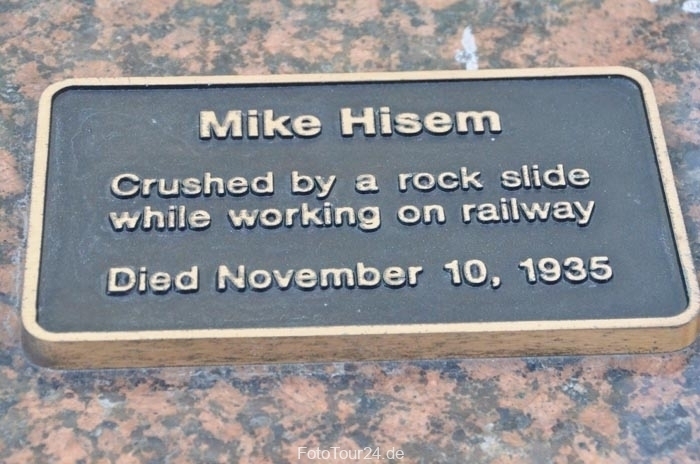 Mike Hisem
Crushed by a rock slide
while working on railway
Died November 10, 1935
FotoTour24.de